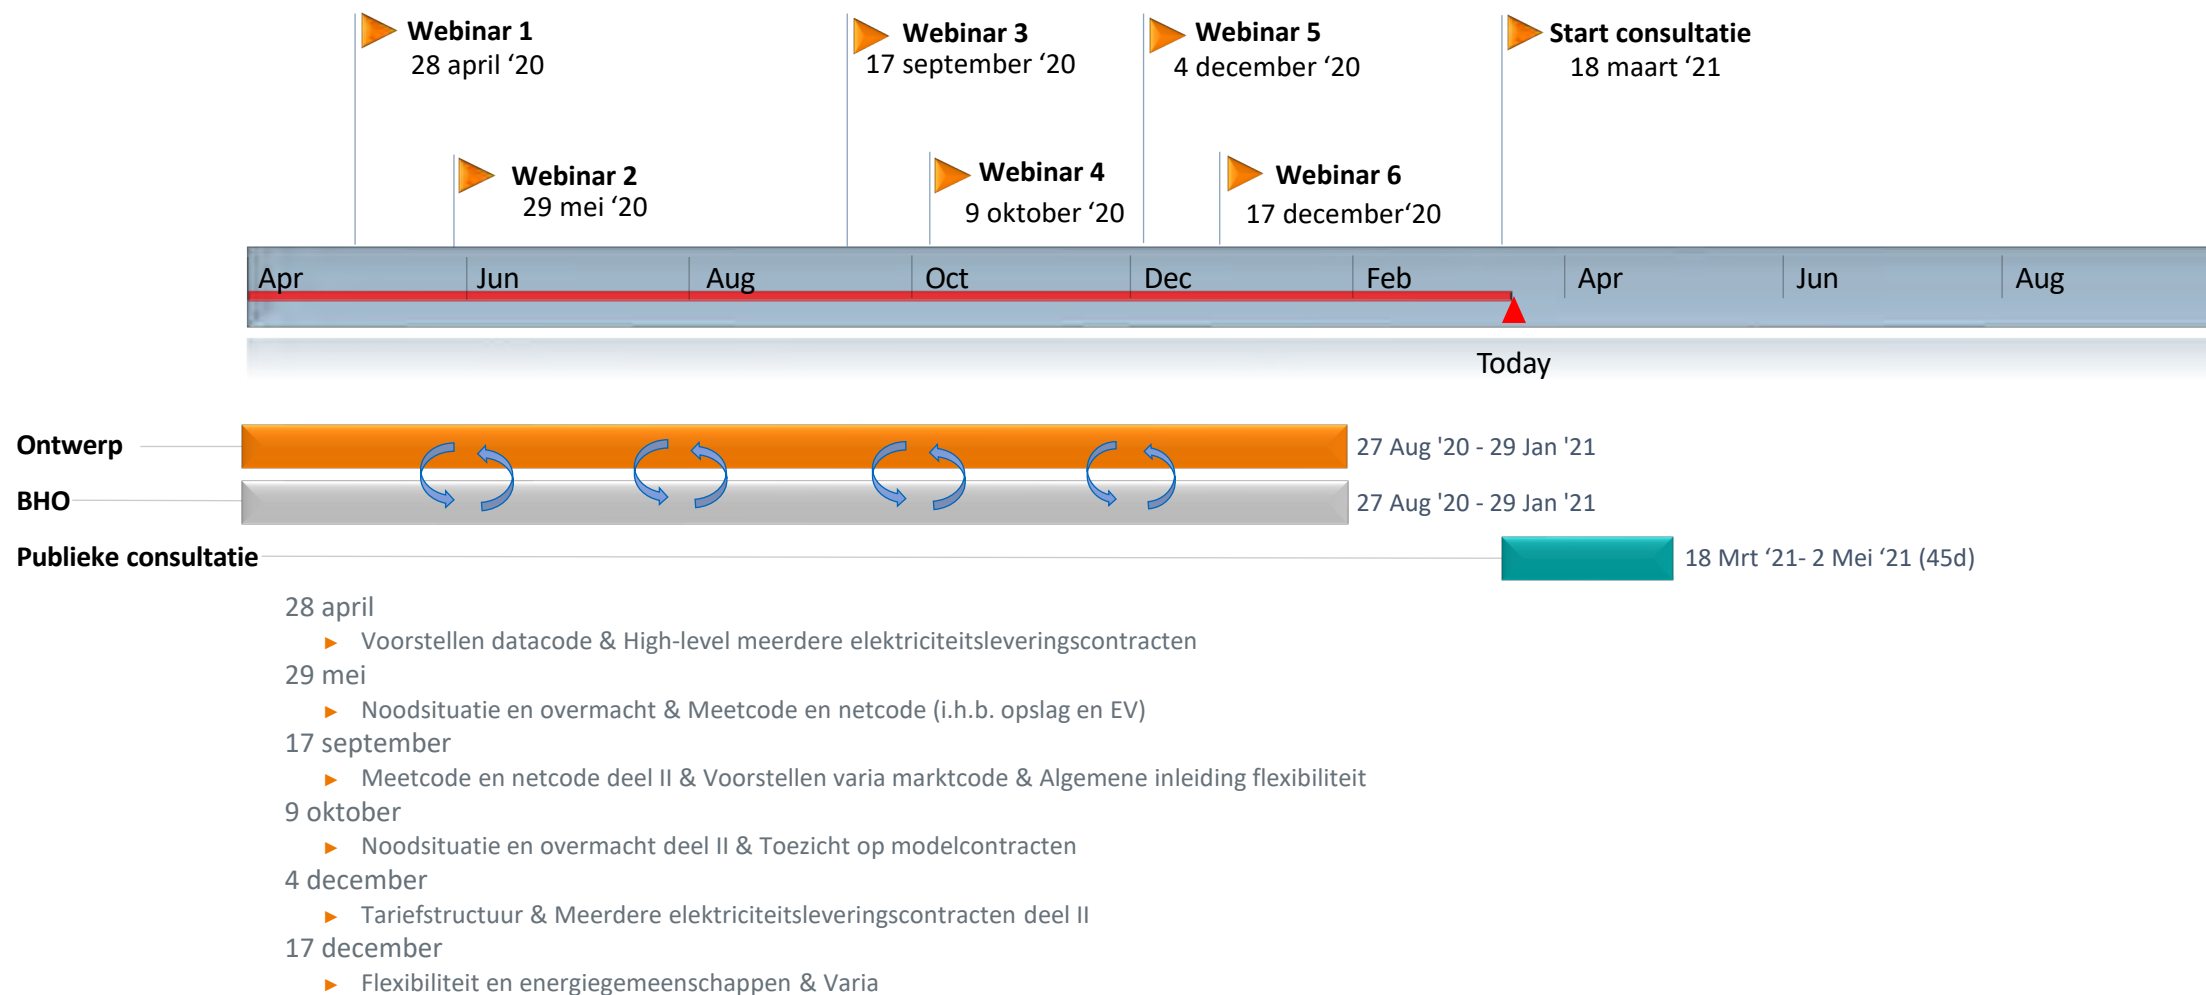 Webinar 1
28 april ‘20
Webinar 3
17 september ‘20
Webinar 5
4 december ‘20
Start consultatie
18 maart ‘21
Webinar 2
29 mei ‘20
Webinar 4
9 oktober ‘20
Webinar 6
17 december‘20
Apr Jun Aug Oct Dec Feb Apr Jun Aug
Today
Ontwerp 27 Aug '20 - 29 Jan '21
BHO 27 Aug '20 - 29 Jan '21
Publieke consultatie 18 Mrt ‘21- 2 Mei ‘21 (45d)
28 april
► Voorstellen datacode & High-level meerdere elektriciteitsleveringscontracten
29 mei
► Noodsituatie en overmacht & Meetcode en netcode (i.h.b. opslag en EV)
17 september
► Meetcode en netcode deel II & Voorstellen varia marktcode & Algemene inleiding flexibiliteit
9 oktober
► Noodsituatie en overmacht deel II & Toezicht op modelcontracten
4 december
► Tariefstructuur & Meerdere elektriciteitsleveringscontracten deel II
17 december
► Flexibiliteit en energiegemeenschappen & Varia